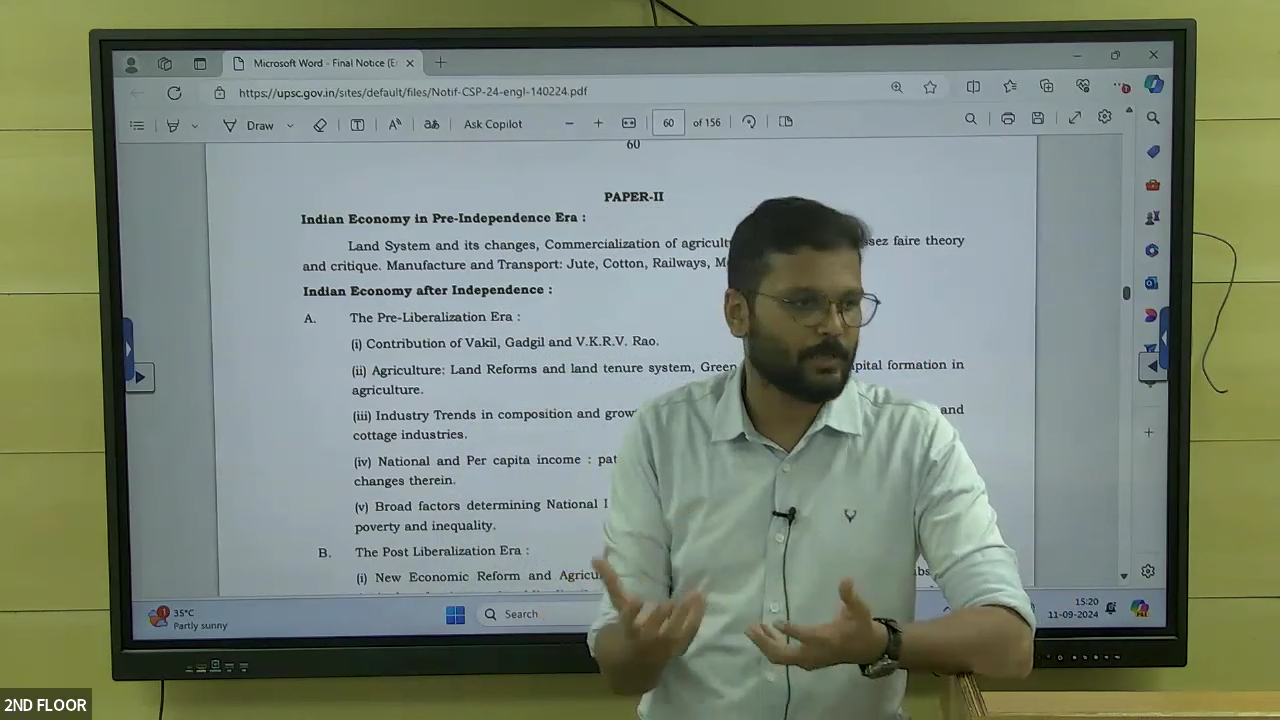 Microsoft Word - Final Notice (E
https://upsc.gov.in/sites/default/files/Notif-CSP-24-engl-140224.pdf
Draw
Ask Copilot
60
of 156
60
PAPER-II
Indian Economy in Pre-Independence Era :
Land System and its changes, Commercialization of agricult ssez faire theory
and critique. Manufacture and Transport: Jute, Cotton, Railways, M
Indian Economy after Independence :
A. The Pre-Liberalization Era :
(i) Contribution of Vakil, Gadgil and V.K.R.V. Rao.
(ii) Agriculture: Land Reforms and land tenure system, Green pital formation in
agriculture.
(iii) Industry Trends in composition and grow and
cottage industries.
(iv) National and Per capita income : pat
changes therein.
(v) Broad factors determining National I
poverty and inequality.
B. The Post Liberalization Era :
(i) New Economic Reform and Agricu
35°C
Partly sunny
Search
15:20
11-09-2024
2ND FLOOR